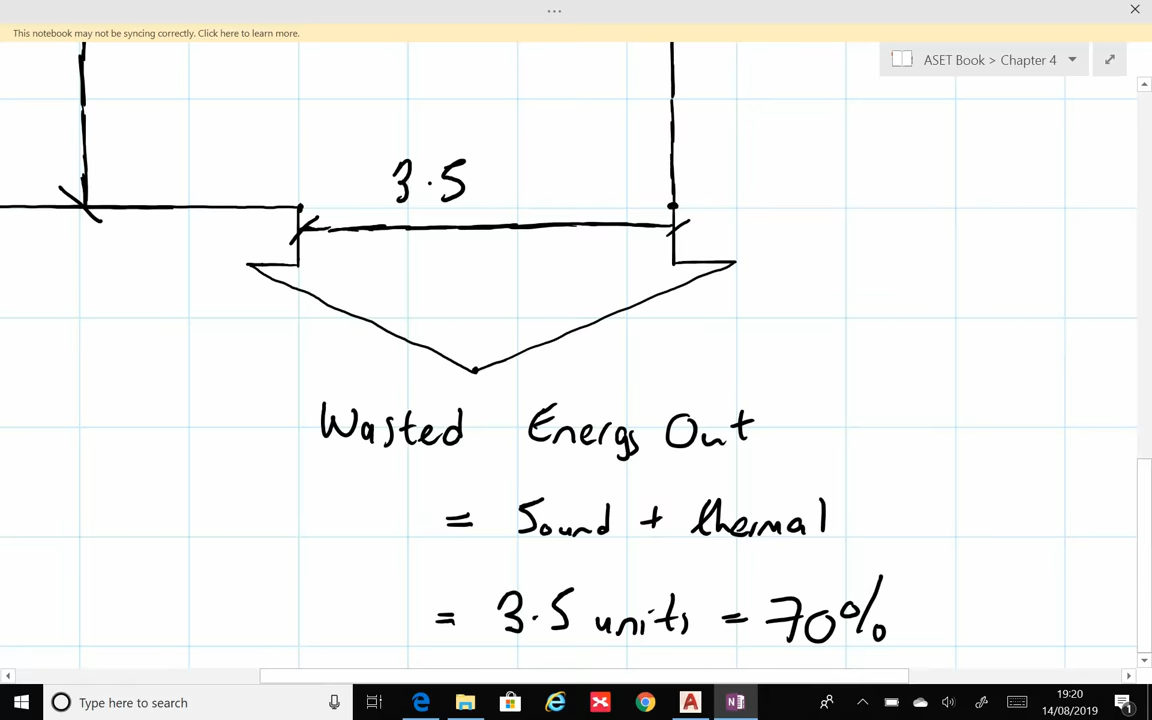 This notebook may not be syncing correctly. Click here to learn more.
ASET Book > Chapter 4
3.5
Wasted Energy Out
= Sound + thermal
= 3.5 units = 70%
Type here to search
19:20
14/08/2019
1